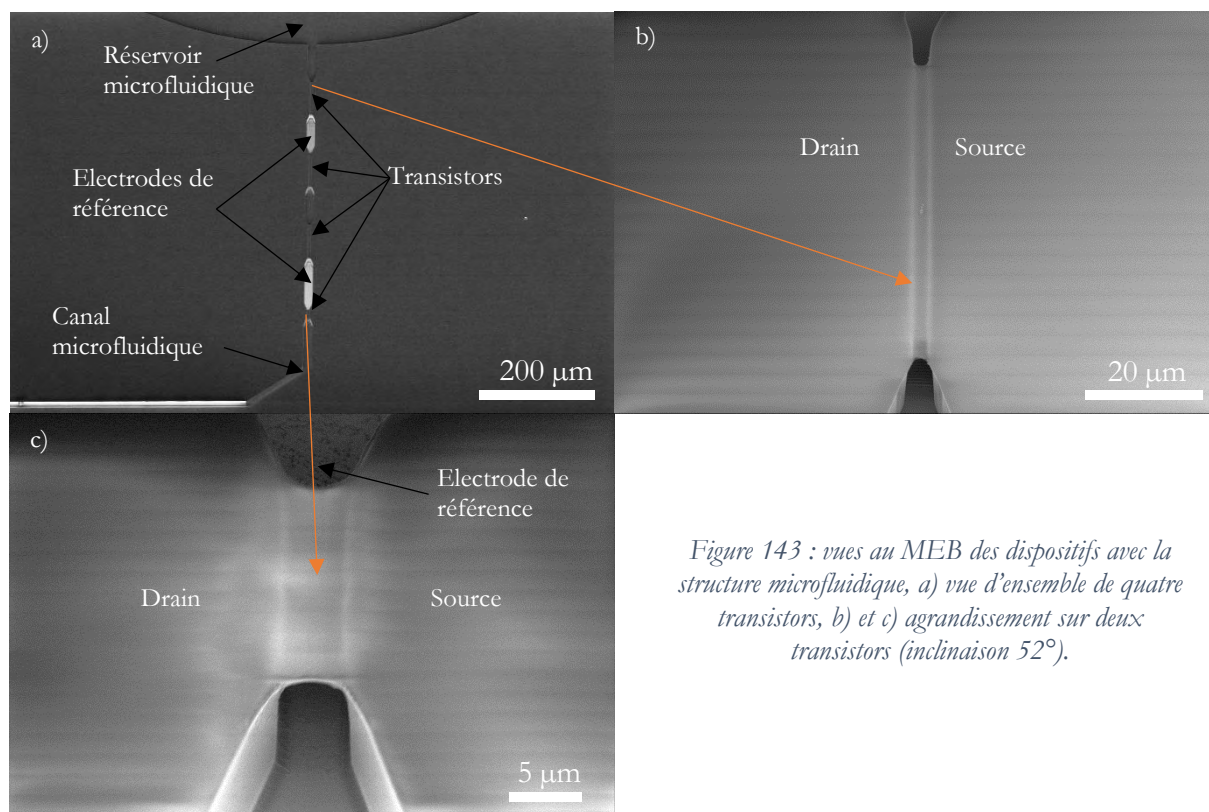 a)
Réservoir
microfluidique
Electrodes de
référence
Transistors
Canal
microfluidique
200 µm
b)
Drain
Source
20 µm
c)
Electrode de
référence
Drain
Source
5 µm
Figure 143 : vues au MEB des dispositifs avec la
structure microfluidique, a) vue d'ensemble de quatre
transistors, b) et c) agrandissement sur deux
transistors (inclinaison 52°).